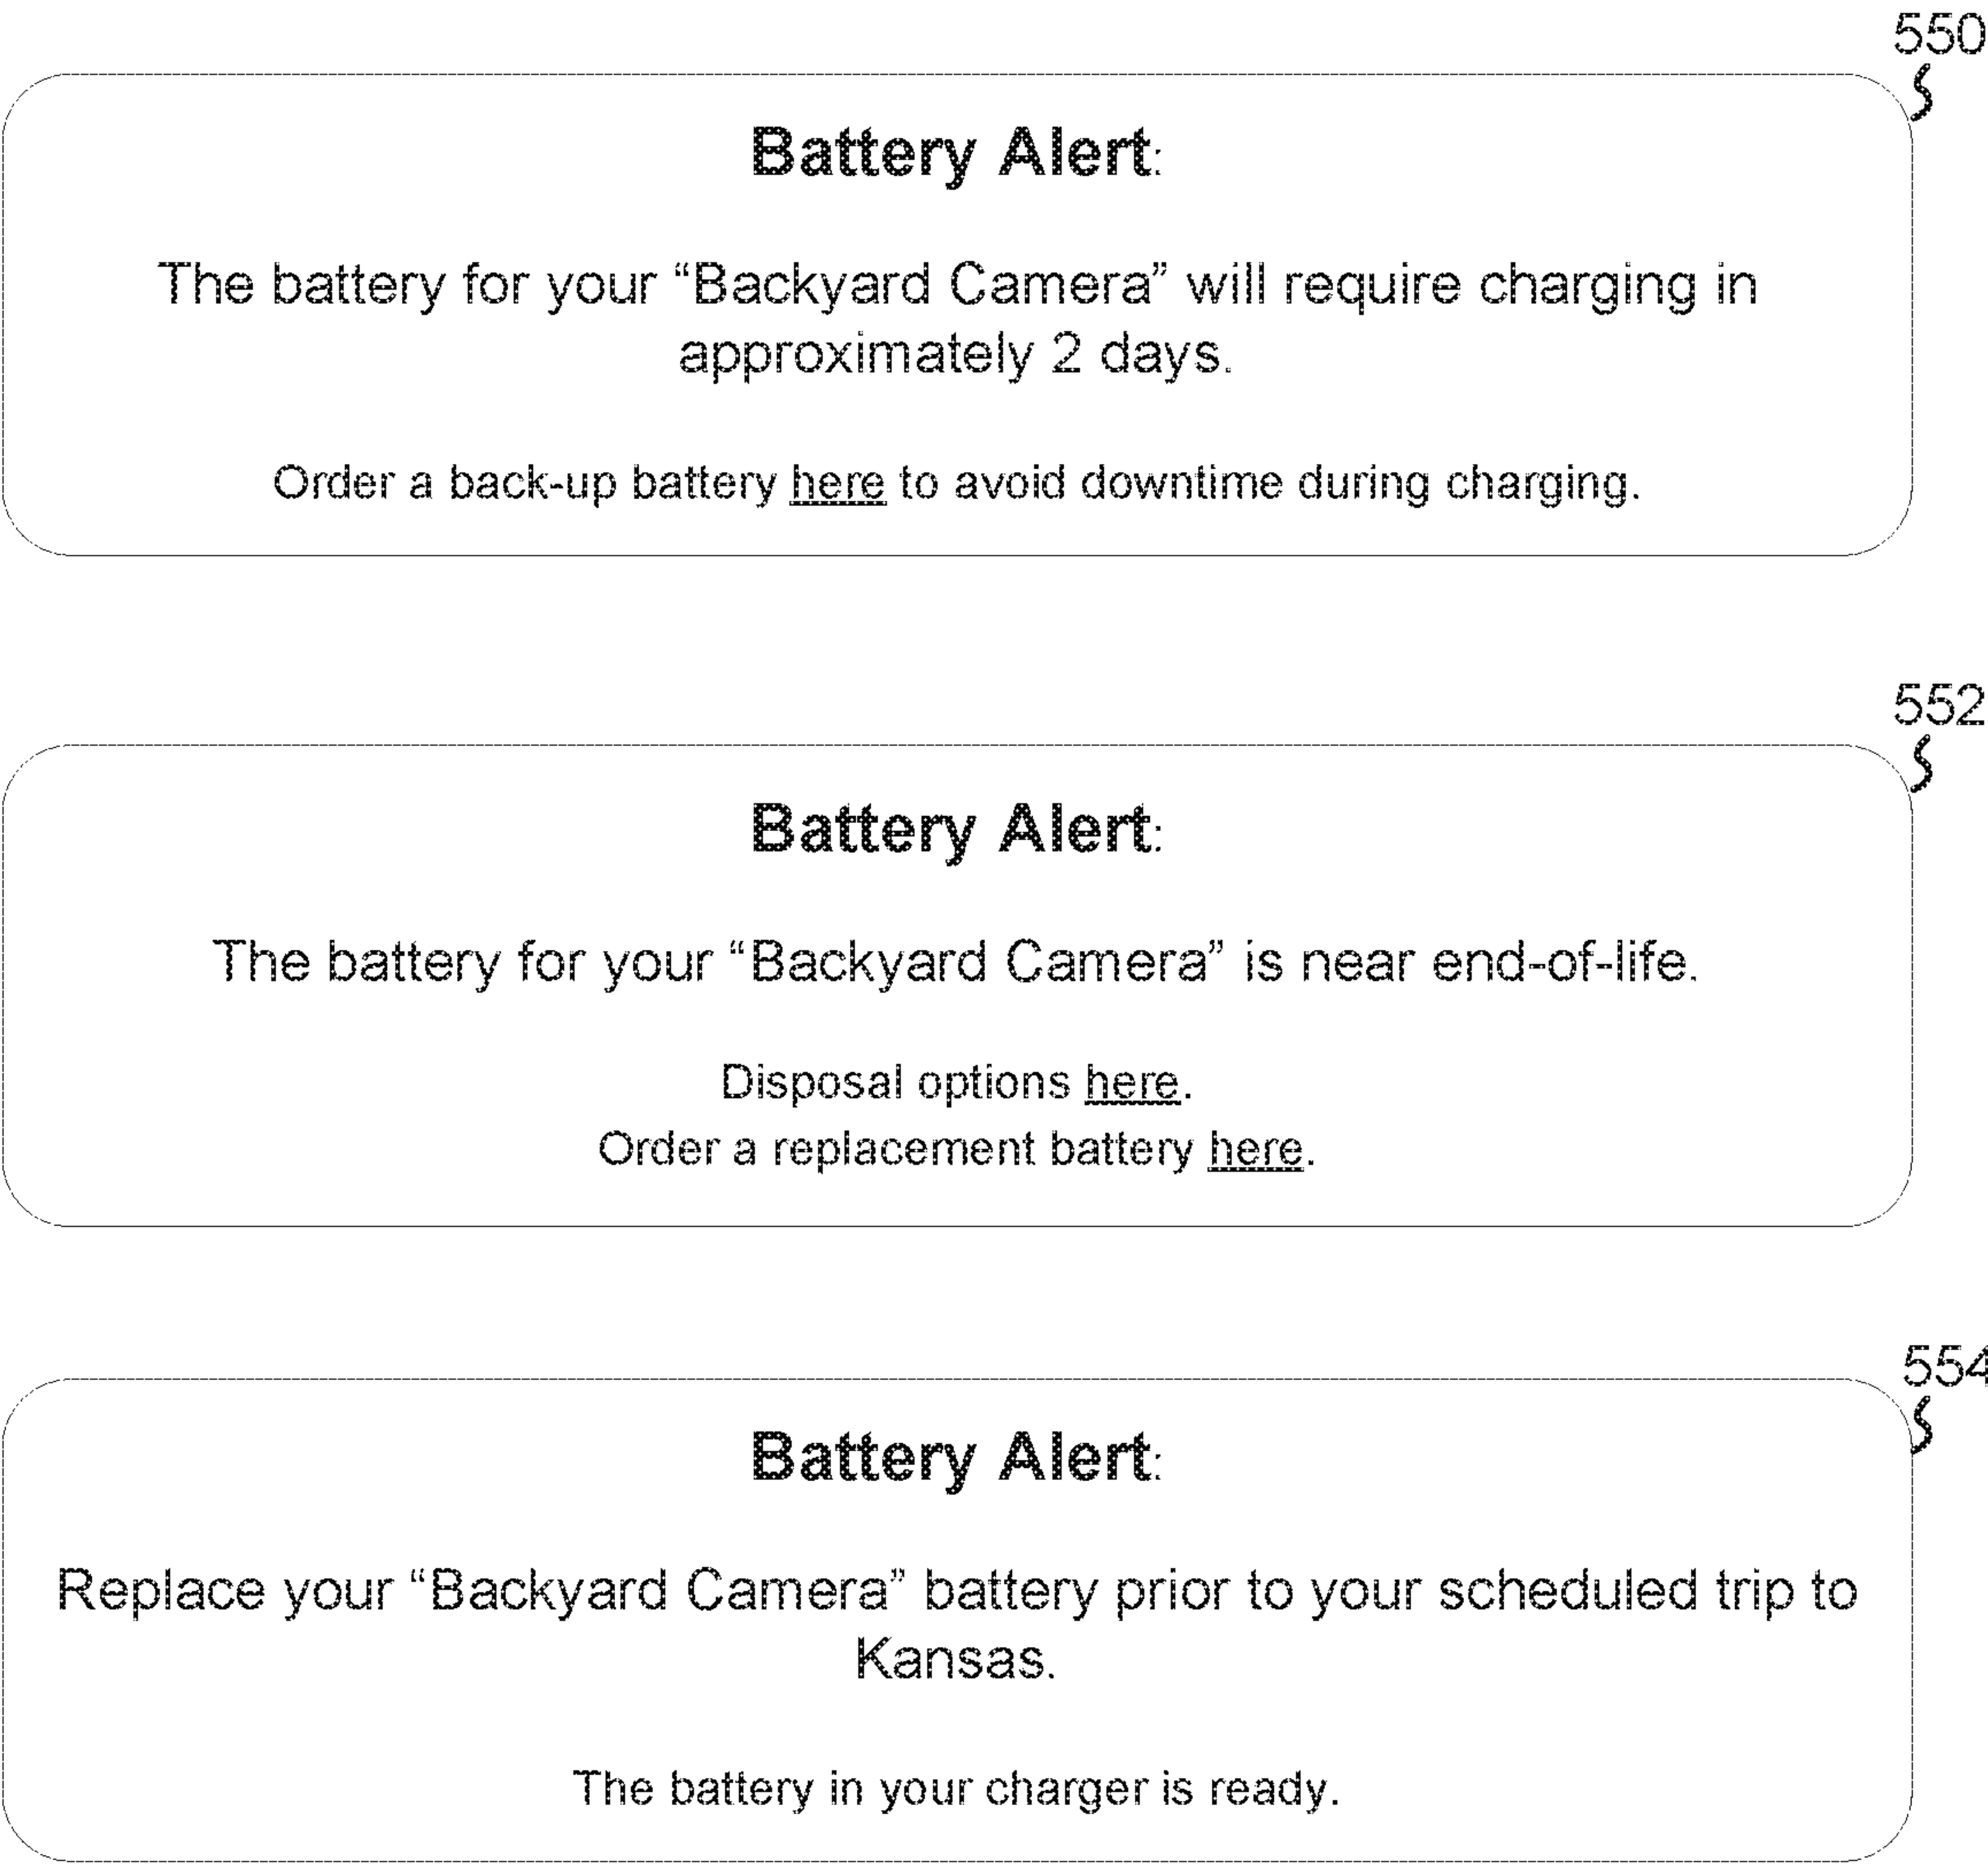 550
Battery Alert:
The battery for your “Backyard Camera” will require charging in
approximately 2 days.
Order a back-up battery here to avoid downtime during charging.
552
Battery Alert:
The battery for your “Backyard Camera” is near end-of-life.
Disposal options here.
Order a replacement battery here.
554
Battery Alert:
Replace your “Backyard Camera” battery prior to your scheduled trip to
Kansas.
The battery in your charger is ready.